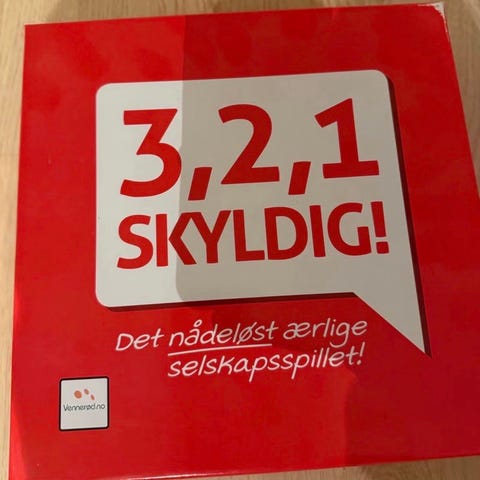 3,2,1
SKYLDIG!
Det nådeløst ærlige
selskapsspillet!
Vennerød.no